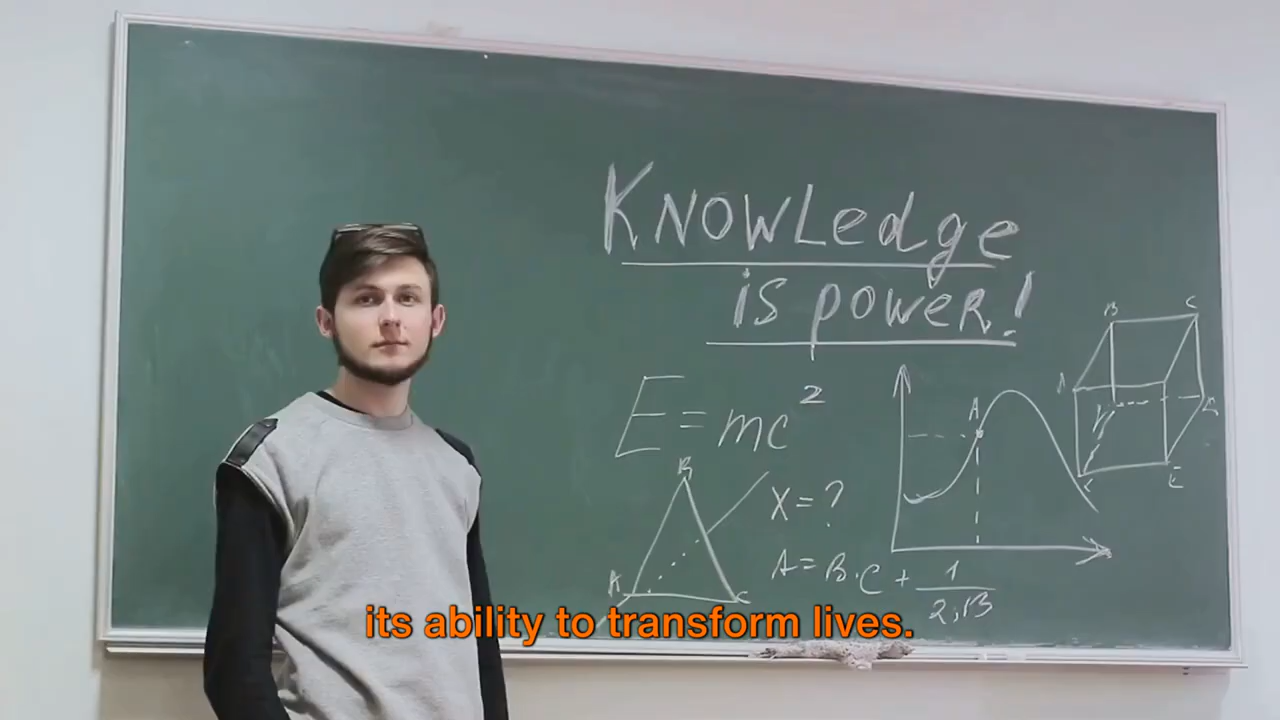 Knowledge
is power!
E = mc²
B
A
C
X = ?
A = B.C + 1/2,13
A
B
C
E
its ability to transform lives.